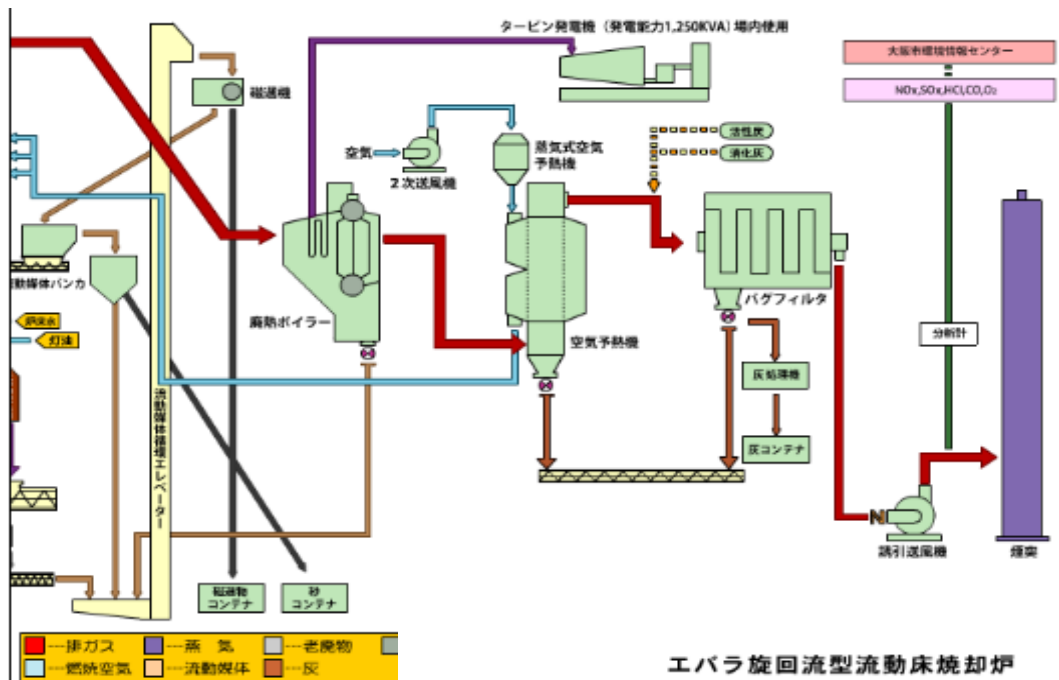 タービン発電機（発電能力1,250KVA）場内使用
大阪市環境情報センター
NOx,SOx,HCl,CO,O₂
磁選機
空気
2次送風機
蒸気式空気
予熱機
活性炭
消化灰
動媒体バンカ
廃熱ボイラー
空気予熱機
バグフィルタ
分析計
灯油
灰処理機
灰コンテナ
流動媒体循環エレベーター
誘引送風機
煙突
磁選物
コンテナ
砂
コンテナ
---排ガス
---蒸 気
---老廃物
---燃焼空気
---流動媒体
---灰
エバラ旋回流型流動床焼却炉